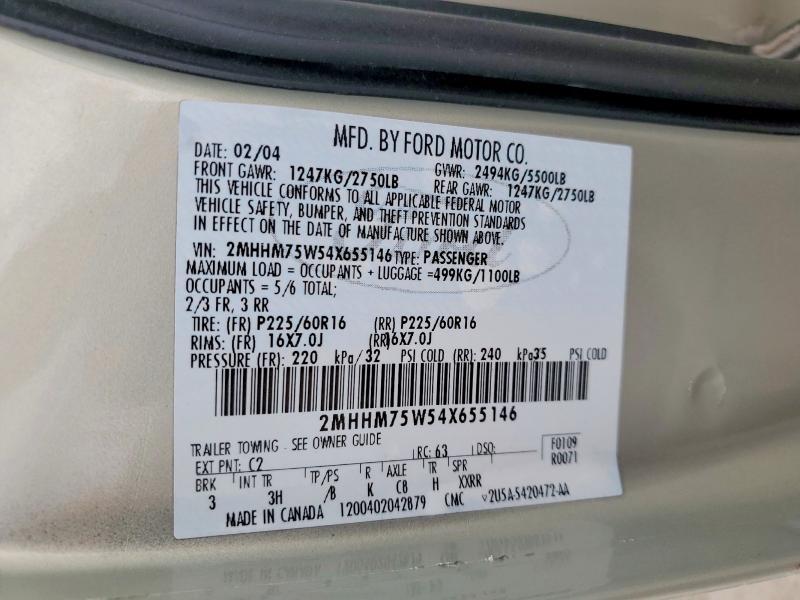 MFD. BY FORD MOTOR CO.
DATE: 02/04 GVWR: 2494KG/5500LB
FRONT GAWR: 1247KG/2750LB REAR GAWR: 1247KG/2750LB
THIS VEHICLE CONFORMS TO ALL APPLICABLE FEDERAL MOTOR
VEHICLE SAFETY, BUMPER, AND THEFT PREVENTION STANDARDS
IN EFFECT ON THE DATE OF MANUFACTURE SHOWN ABOVE.
VIN: 2MHHM75W54X655146 TYPE: PASSENGER
MAXIMUM LOAD = OCCUPANTS + LUGGAGE =499KG/1100LB
OCCUPANTS = 5/6 TOTAL;
2/3 FR, 3 RR
TIRE: (FR) P225/60R16 (RR) P225/60R16
RIMS: (FR) 16X7.0J (RR)16X7.0J
PRESSURE (FR): 220 kPa/32 PSI COLD (RR): 240 kPa35 PSI COLD
2MHHM75W54X655146
TRAILER TOWING - SEE OWNER GUIDE
EXT PNT: C2 RC: 63 DSO: F0109
R0071
BRK INT TR TP/PS R AXLE TR SPR
3 3H /B K C8 H XXRR
MADE IN CANADA 1200402042879 CMC V2U5A-5420472-AA